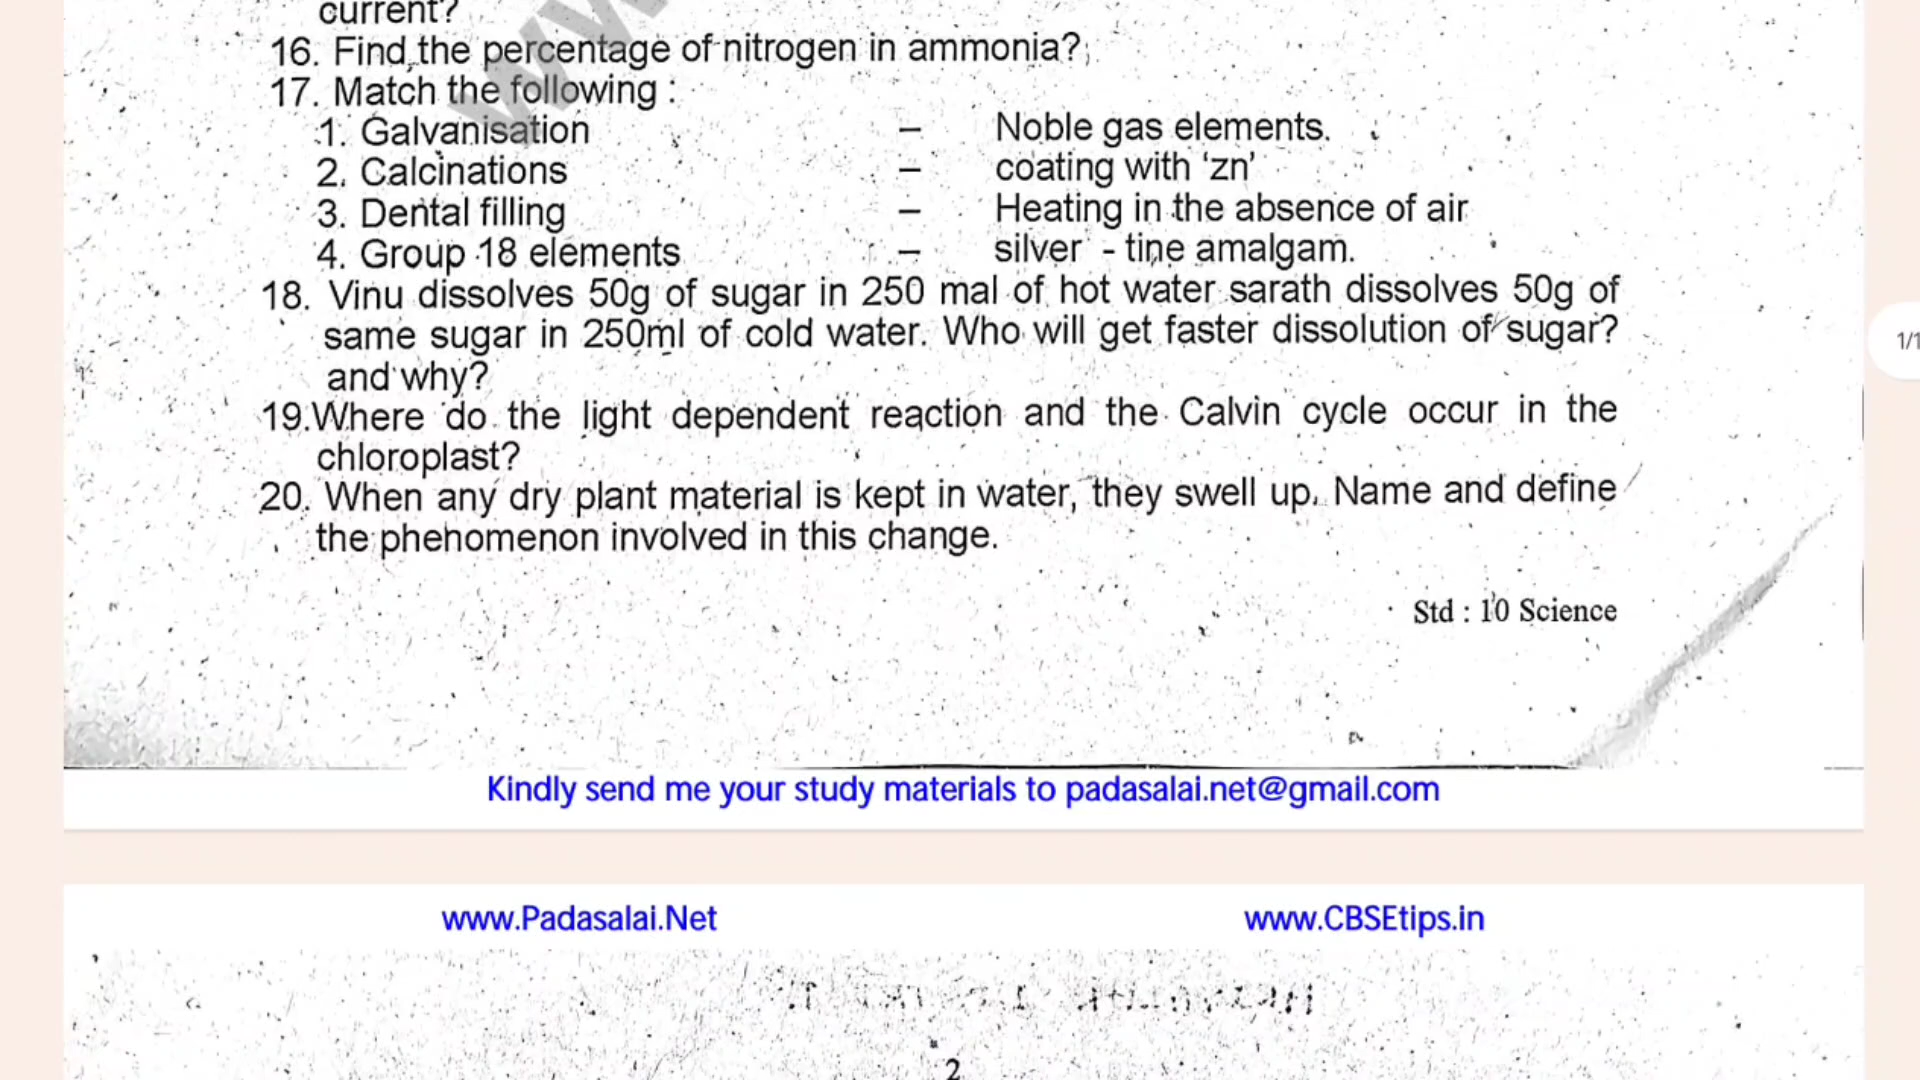 current?
16. Find the percentage of nitrogen in ammonia?
17. Match the following :
1. Galvanisation – Noble gas elements.
2. Calcinations – coating with ‘zn’
3. Dental filling – Heating in the absence of air
4. Group 18 elements – silver - tine amalgam.
18. Vinu dissolves 50g of sugar in 250 mal of hot water sarath dissolves 50g of
same sugar in 250ml of cold water. Who will get faster dissolution of sugar?
and why?
19.Where do the light dependent reaction and the Calvin cycle occur in the
chloroplast?
20. When any dry plant material is kept in water, they swell up. Name and define
the phenomenon involved in this change.
Std : 10 Science
Kindly send me your study materials to padasalai.net@gmail.com
www.Padasalai.Net www.CBSEtips.in
2
1/1